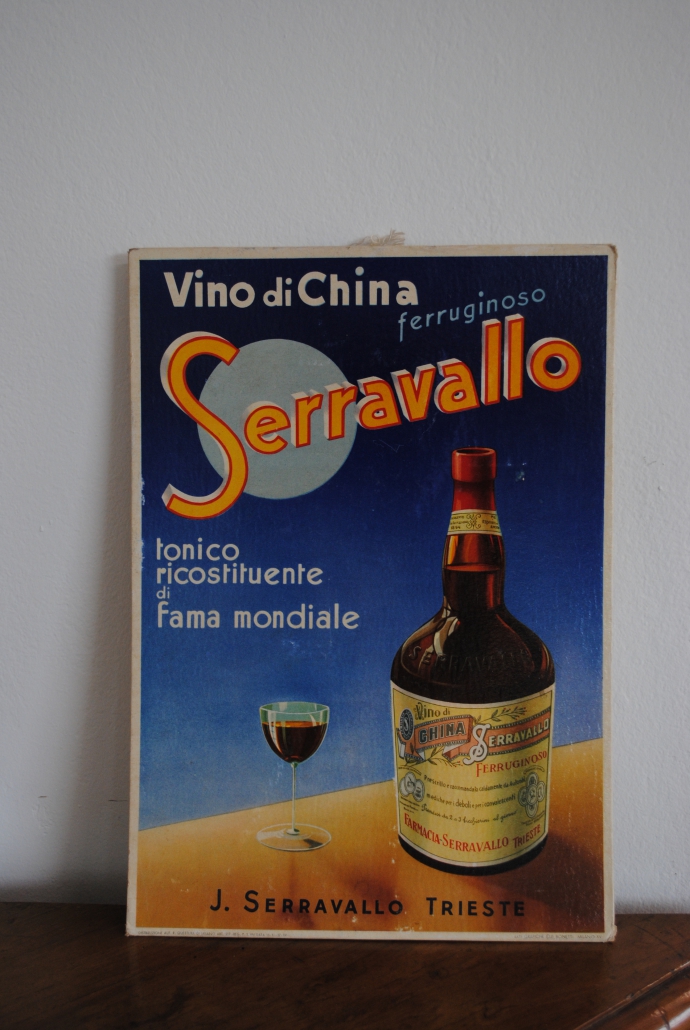 Vino di China
ferruginoso
Serravallo
tonico
ricostituente
di
fama mondiale
SERRAVALLO
Vino di
CHINA SERRAVALLO
FERRUGINOSO
FARMACIA-SERRAVALLO TRIESTE
J. SERRAVALLO TRIESTE